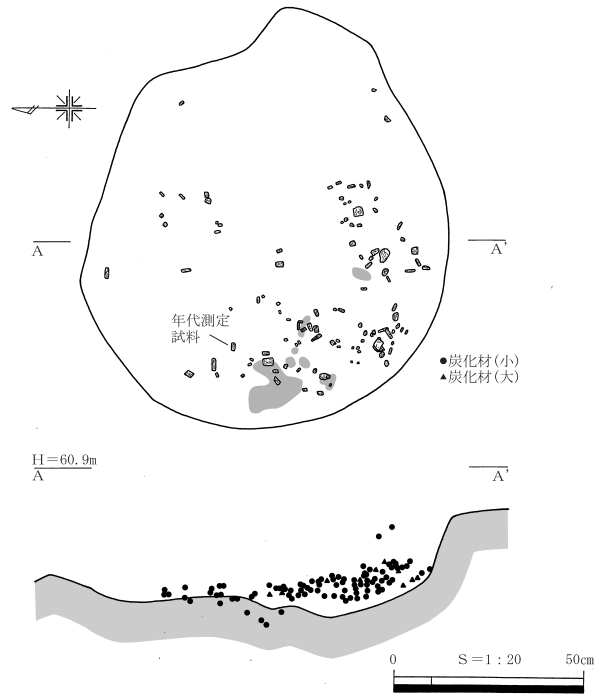 A
A'
年代測定
試料
●炭化材(小)
▲炭化材(大)
H=60.9m
A
A'
0 S=1:20 50cm